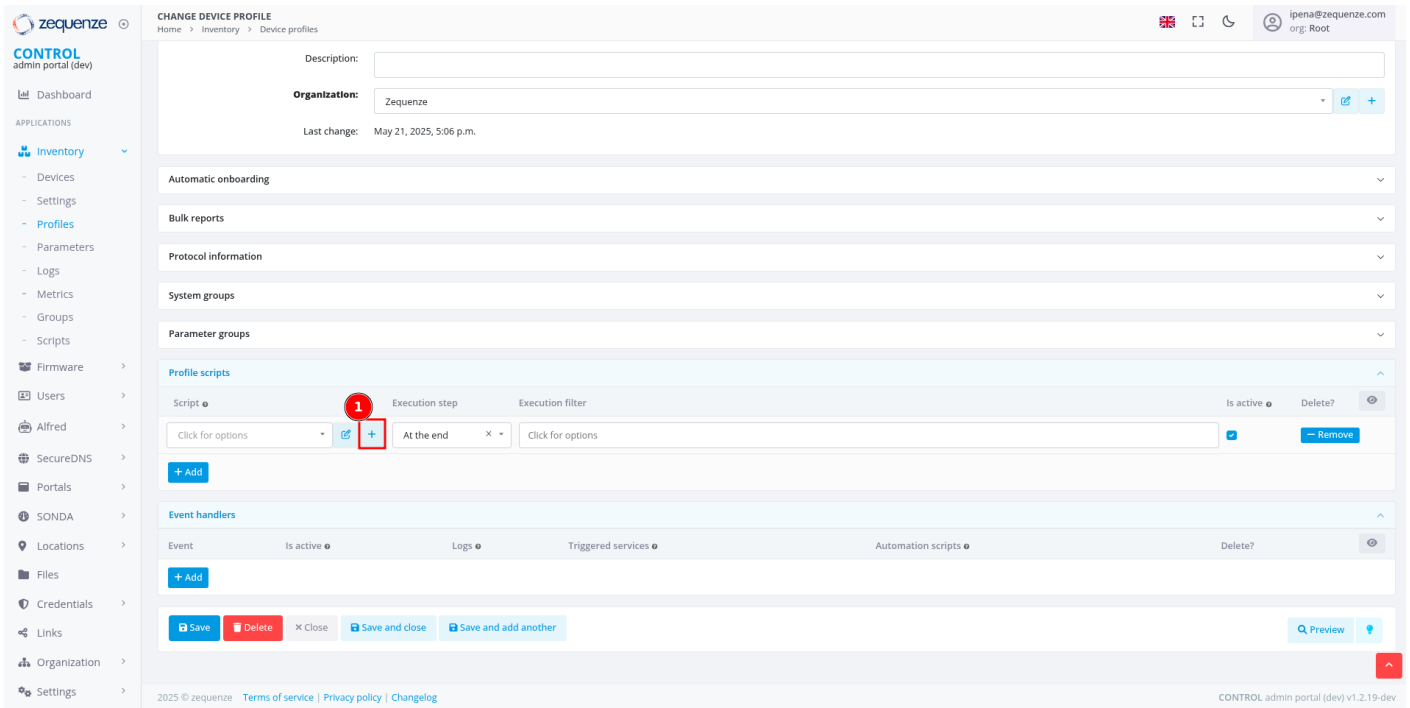 zequenze
CONTROL
admin portal (dev)
Dashboard
APPLICATIONS
Inventory
- Devices
- Settings
- Profiles
- Parameters
- Logs
- Metrics
- Groups
- Scripts
Firmware
Users
Alfred
SecureDNS
Portals
SONDA
Locations
Files
Credentials
Links
Organization
Settings
CHANGE DEVICE PROFILE
Home > Inventory > Device profiles
ipena@zequenze.com
org: Root
Description:
Organization: Zequenze
Last change: May 21, 2025, 5:06 p.m.
Automatic onboarding
Bulk reports
Protocol information
System groups
Parameter groups
Profile scripts
Script Execution step Execution filter Is active Delete?
1
Click for options + At the end × Click for options − Remove
+ Add
Event handlers
Event Is active Logs Triggered services Automation scripts Delete?
+ Add
Save Delete × Close Save and close Save and add another Preview
2025 © zequenze Terms of service | Privacy policy | Changelog CONTROL admin portal (dev) v1.2.19-dev